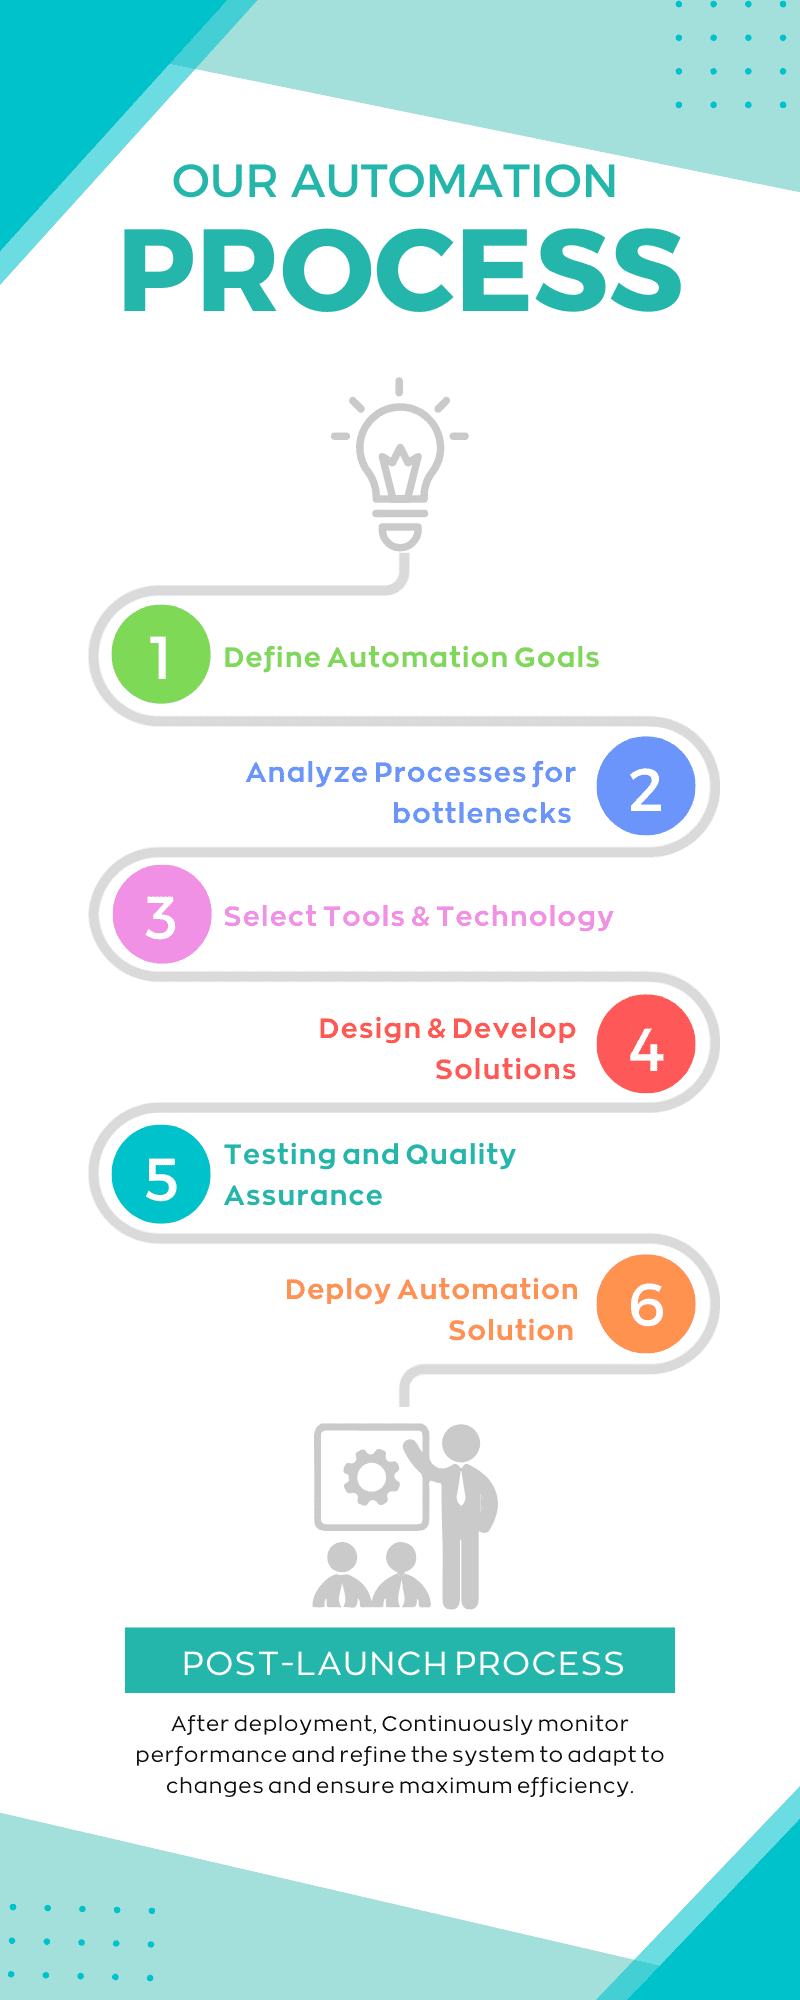 OUR AUTOMATION
PROCESS
1
Define Automation Goals
Analyze Processes for
bottlenecks
2
3
Select Tools & Technology
Design & Develop
Solutions
4
5
Testing and Quality
Assurance
Deploy Automation
Solution
6
POST-LAUNCH PROCESS
After deployment, Continuously monitor
performance and refine the system to adapt to
changes and ensure maximum efficiency.